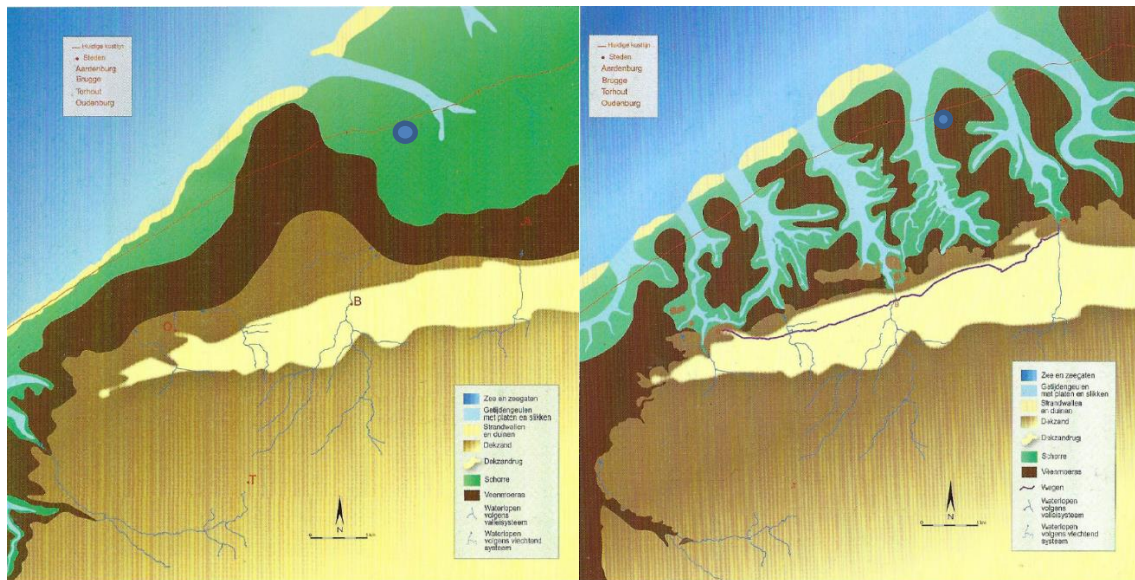 Huidige kustlijn
Steden
Aardenburg
Brugge
Torhout
Oudenburg
A
B
O
T
N
Zee en zeegaten
Getijdengeulen
met platen en slikken
Strandwallen
en duinen
Dekzand
Dekzandrug
Schorre
Veenmoeras
Waterlopen
volgens
valleisysteem
Waterlopen
volgens vlechtend
systeem
Huidige kustlijn
Steden
Aardenburg
Brugge
Torhout
Oudenburg
N
Zee en zeegaten
Getijdengeulen
met platen en slikken
Strandwallen
en duinen
Dekzand
Dekzandrug
Schorre
Veenmoeras
Wegen
Waterlopen
volgens
valleisysteem
Waterlopen
volgens vlechtend
systeem